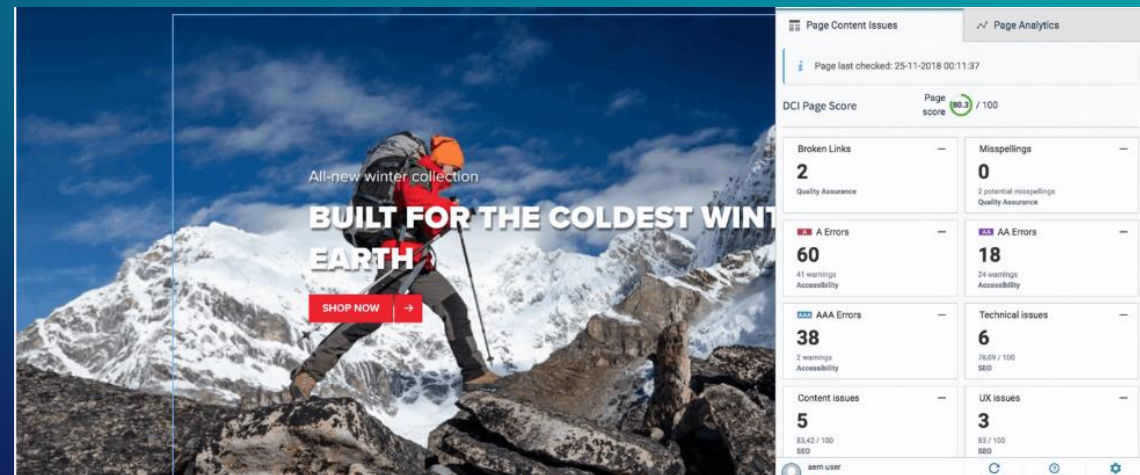 All-new winter collection
BUILT FOR THE COLDEST WINT
EARTH
SHOP NOW →
Page Content Issues
Page Analytics
i Page last checked: 25-11-2018 00:11:37
DCI Page Score
Page score 80.3 / 100
Broken Links
2
Quality Assurance
Misspellings
0
2 potential misspellings
Quality Assurance
A A Errors
60
41 warnings
Accessibility
AA AA Errors
18
24 warnings
Accessibility
AAA AAA Errors
38
2 warnings
Accessibility
Technical issues
6
78,09 / 100
SEO
Content issues
5
83,42 / 100
SEO
UX issues
3
83 / 100
SEO
aem user